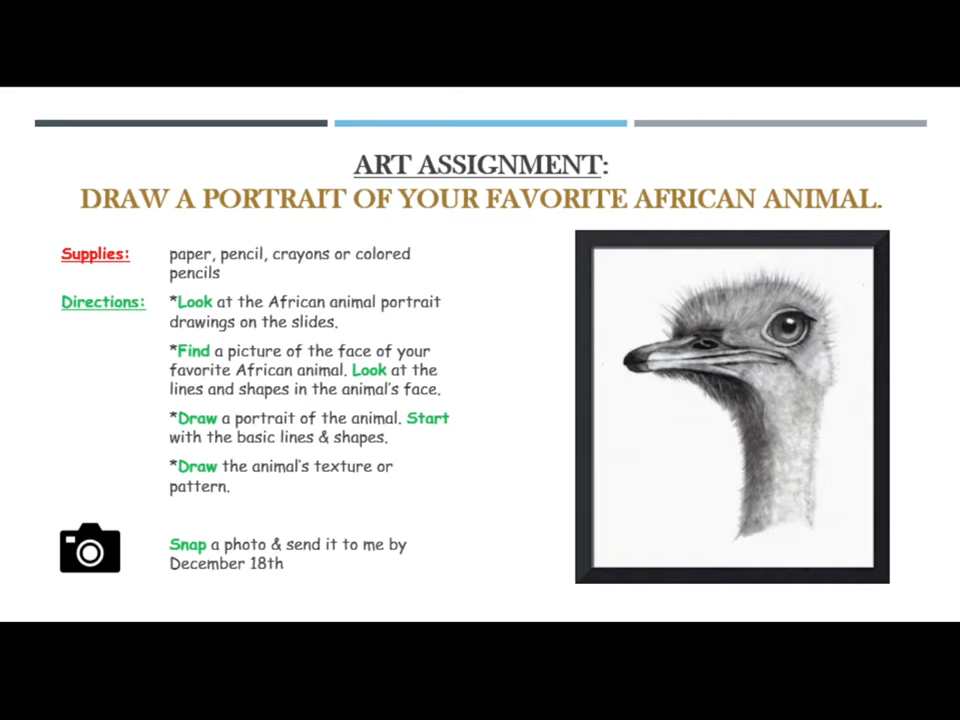 ART ASSIGNMENT:
DRAW A PORTRAIT OF YOUR FAVORITE AFRICAN ANIMAL.
Supplies: paper, pencil, crayons or colored
pencils
Directions: *Look at the African animal portrait
drawings on the slides.
*Find a picture of the face of your
favorite African animal. Look at the
lines and shapes in the animal's face.
*Draw a portrait of the animal. Start
with the basic lines & shapes.
*Draw the animal's texture or
pattern.
Snap a photo & send it to me by
December 18th